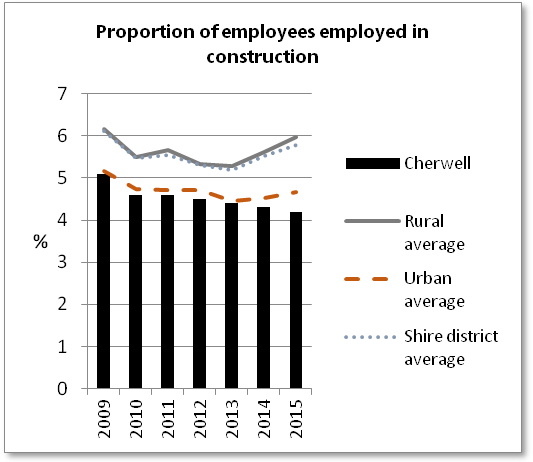 Proportion of employees employed in
construction
7
6
5
4
3
2
1
0
%
2009
2010
2011
2012
2013
2014
2015
Cherwell
Rural
average
Urban
average
Shire district
average